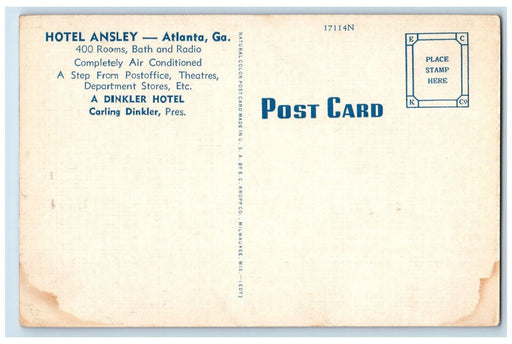 HOTEL ANSLEY — Atlanta, Ga.
400 Rooms, Bath and Radio
Completely Air Conditioned
A Step From Postoffice, Theatres,
Department Stores, Etc.
A DINKLER HOTEL
Carling Dinkler, Pres.
NATURAL COLOR POST CARD MADE IN U. S. A. BY E. C. KROPP CO., MILWAUKEE, WIS.—(EDT)
17114N
POST CARD
E C
PLACE
STAMP
HERE
K Co